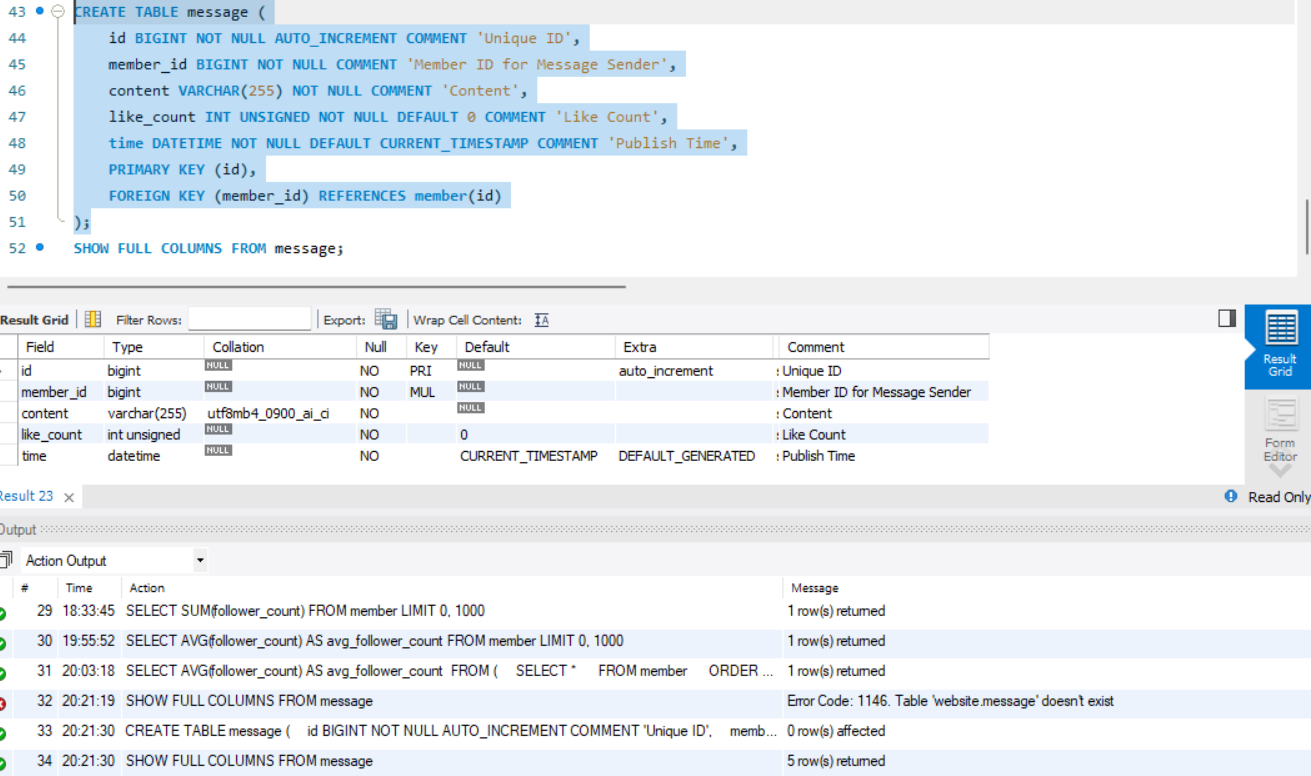 43 CREATE TABLE message (
44 id BIGINT NOT NULL AUTO_INCREMENT COMMENT 'Unique ID',
45 member_id BIGINT NOT NULL COMMENT 'Member ID for Message Sender',
46 content VARCHAR(255) NOT NULL COMMENT 'Content',
47 like_count INT UNSIGNED NOT NULL DEFAULT 0 COMMENT 'Like Count',
48 time DATETIME NOT NULL DEFAULT CURRENT_TIMESTAMP COMMENT 'Publish Time',
49 PRIMARY KEY (id),
50 FOREIGN KEY (member_id) REFERENCES member(id)
51 );
52 SHOW FULL COLUMNS FROM message;
Result Grid Filter Rows: Export: Wrap Cell Content: IA
Field Type Collation Null Key Default Extra Comment
id bigint NULL NO PRI NULL auto_increment Unique ID
member_id bigint NULL NO MUL NULL Member ID for Message Sender
content varchar(255) utf8mb4_0900_ai_ci NO NULL Content
like_count int unsigned NULL NO 0 Like Count
time datetime NULL NO CURRENT_TIMESTAMP DEFAULT_GENERATED Publish Time
Result Grid
Form Editor
Result 23 Read Only
Output
Action Output
# Time Action Message
29 18:33:45 SELECT SUM(follower_count) FROM member LIMIT 0, 1000 1 row(s) returned
30 19:55:52 SELECT AVG(follower_count) AS avg_follower_count FROM member LIMIT 0, 1000 1 row(s) returned
31 20:03:18 SELECT AVG(follower_count) AS avg_follower_count FROM ( SELECT * FROM member ORDER ... 1 row(s) returned
32 20:21:19 SHOW FULL COLUMNS FROM message Error Code: 1146. Table 'website.message' doesn't exist
33 20:21:30 CREATE TABLE message ( id BIGINT NOT NULL AUTO_INCREMENT COMMENT 'Unique ID', memb... 0 row(s) affected
34 20:21:30 SHOW FULL COLUMNS FROM message 5 row(s) returned